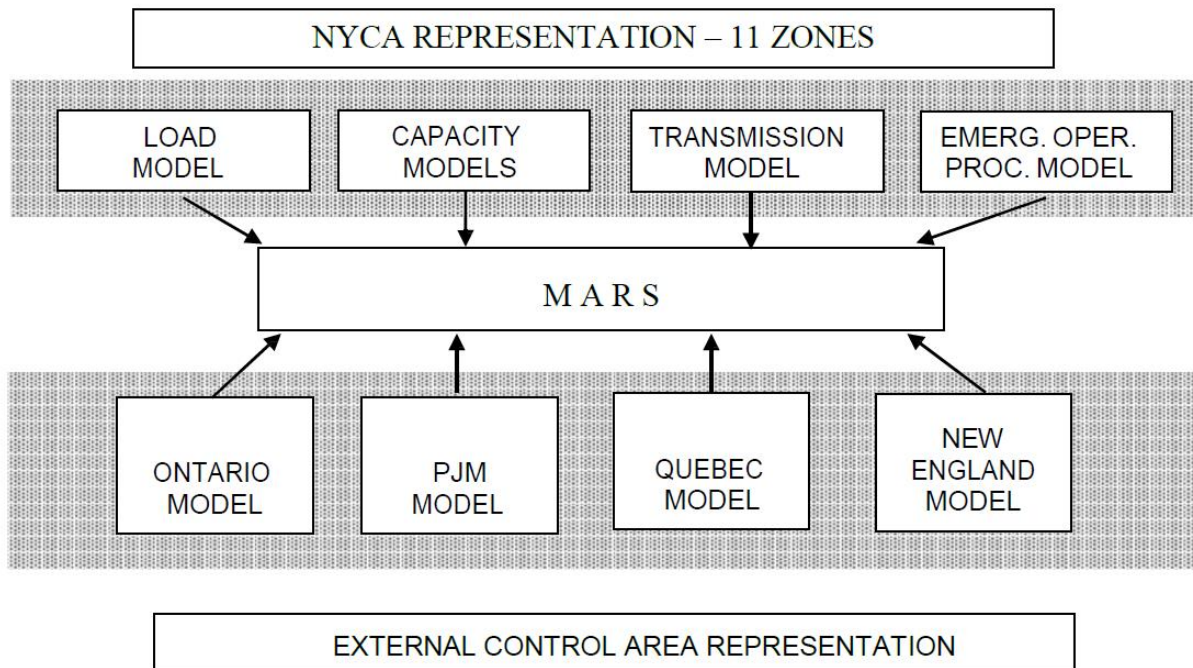 NYCA REPRESENTATION – 11 ZONES
LOAD
MODEL
CAPACITY
MODELS
TRANSMISSION
MODEL
EMERG. OPER.
PROC. MODEL
M A R S
ONTARIO
MODEL
PJM
MODEL
QUEBEC
MODEL
NEW
ENGLAND
MODEL
EXTERNAL CONTROL AREA REPRESENTATION